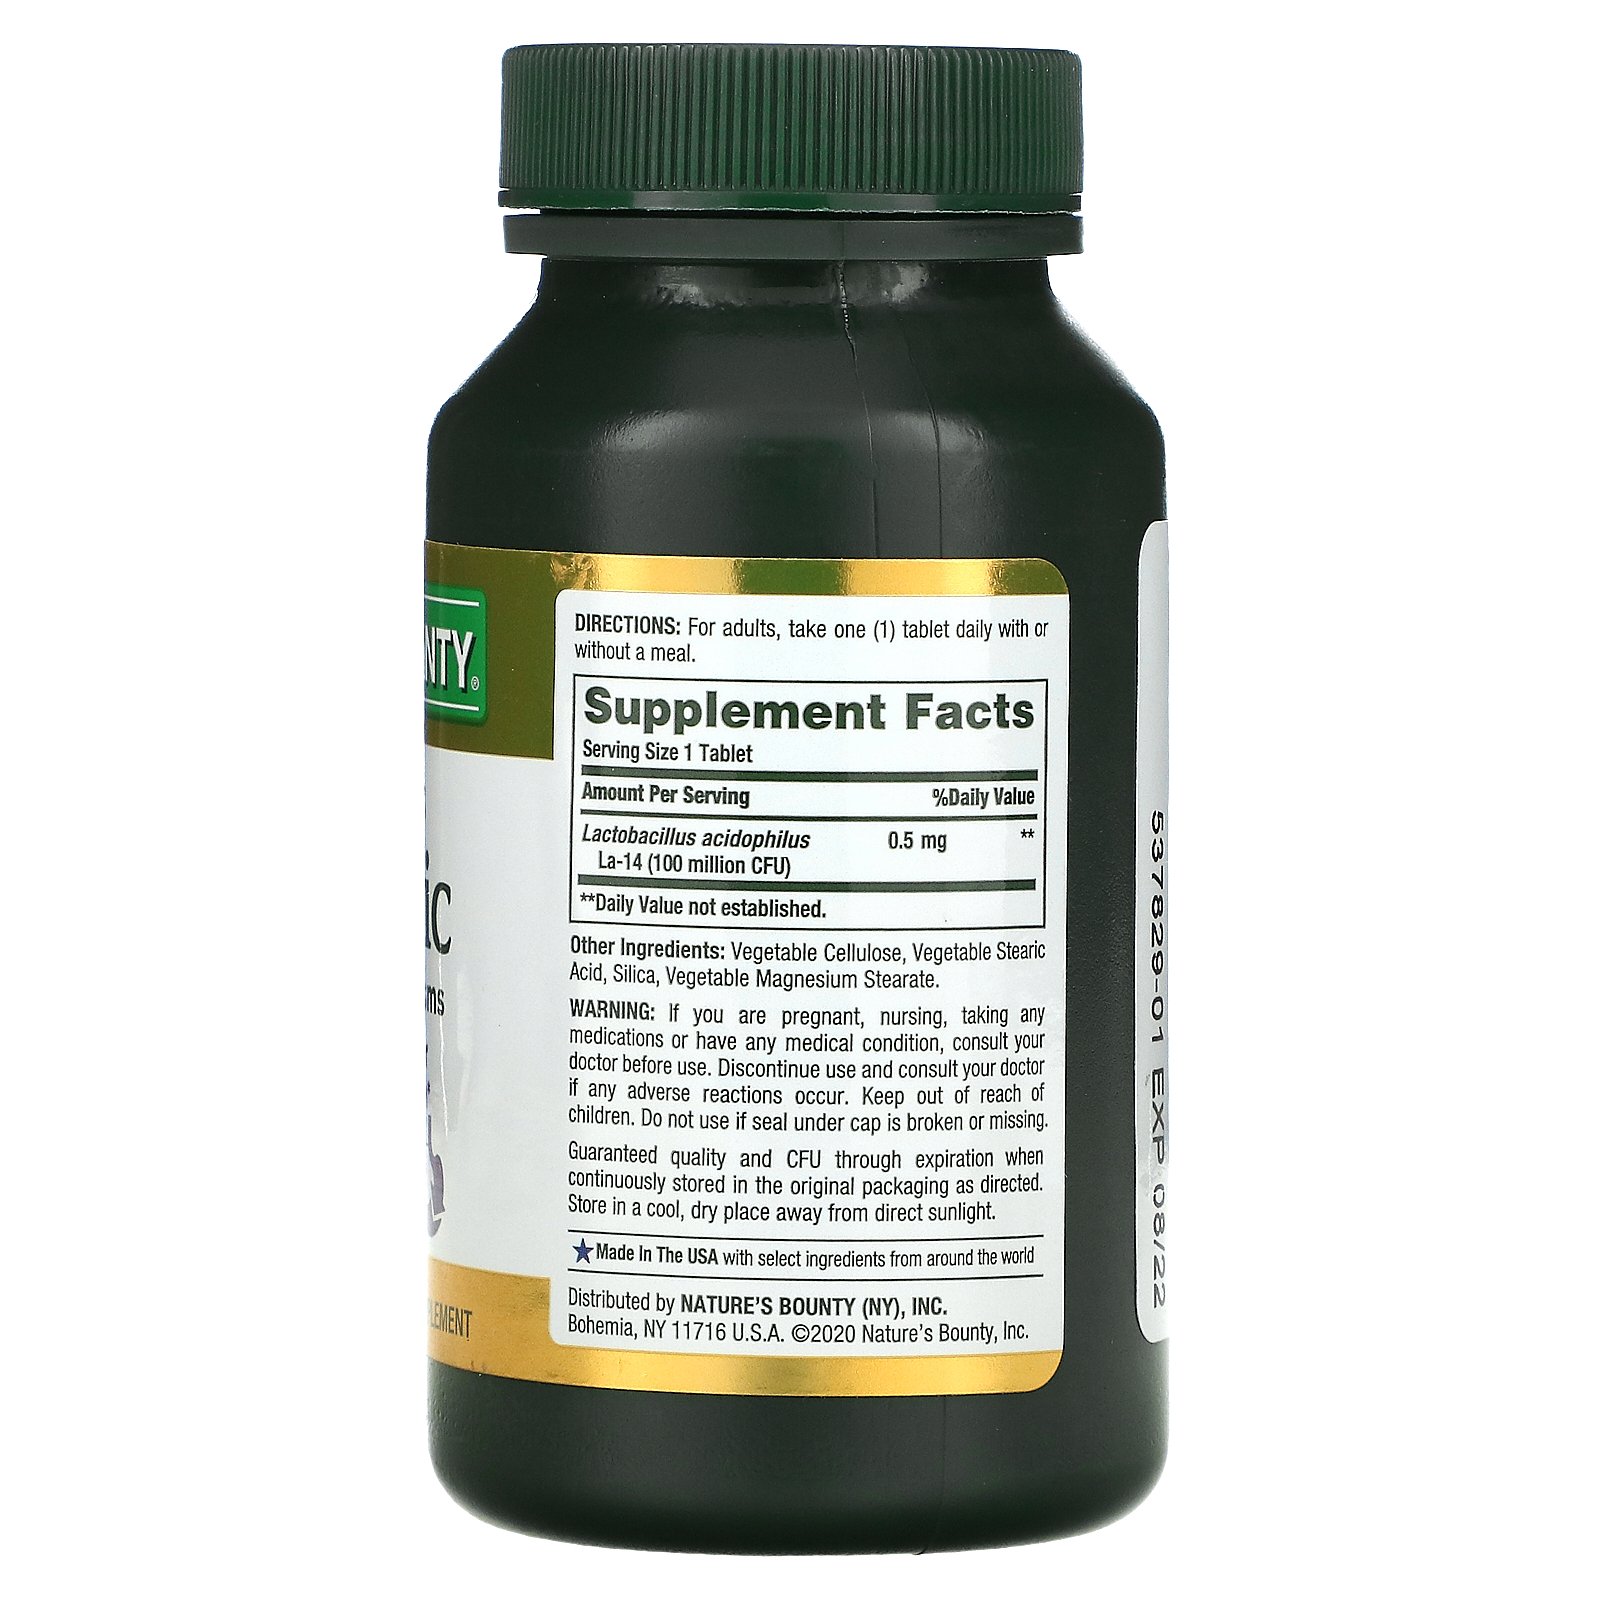 NTY®
ic
ms
PLEMENT
DIRECTIONS: For adults, take one (1) tablet daily with or
without a meal.
Supplement Facts
Serving Size 1 Tablet
Amount Per Serving %Daily Value
Lactobacillus acidophilus 0.5 mg **
La-14 (100 million CFU)
**Daily Value not established.
Other Ingredients: Vegetable Cellulose, Vegetable Stearic
Acid, Silica, Vegetable Magnesium Stearate.
WARNING: If you are pregnant, nursing, taking any
medications or have any medical condition, consult your
doctor before use. Discontinue use and consult your doctor
if any adverse reactions occur. Keep out of reach of
children. Do not use if seal under cap is broken or missing.
Guaranteed quality and CFU through expiration when
continuously stored in the original packaging as directed.
Store in a cool, dry place away from direct sunlight.
Made In The USA with select ingredients from around the world
Distributed by NATURE'S BOUNTY (NY), INC.
Bohemia, NY 11716 U.S.A. ©2020 Nature's Bounty, Inc.
537829-01 EXP 08/22